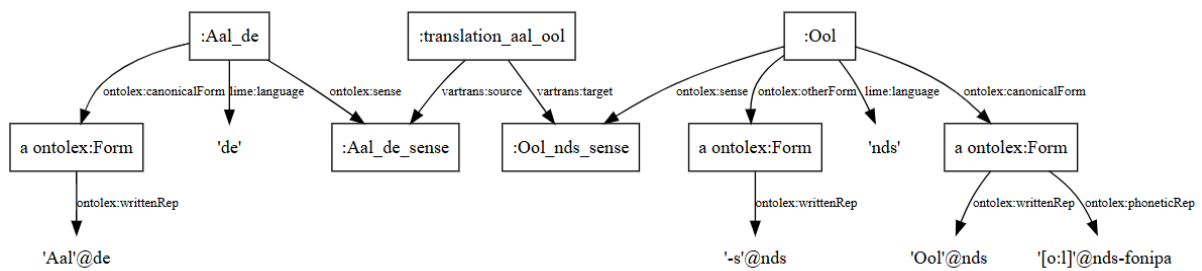 :Aal_de :translation_aal_ool :Ool
ontolex:canonicalForm lime:language ontolex:sense vartrans:source vartrans:target ontolex:sense ontolex:otherForm lime:language ontolex:canonicalForm
a ontolex:Form 'de' :Aal_de_sense :Ool_nds_sense a ontolex:Form 'nds' a ontolex:Form
ontolex:writtenRep ontolex:writtenRep ontolex:writtenRep ontolex:phoneticRep
'Aal'@de '-s'@nds 'Ool'@nds '[o:l]'@nds-fonipa